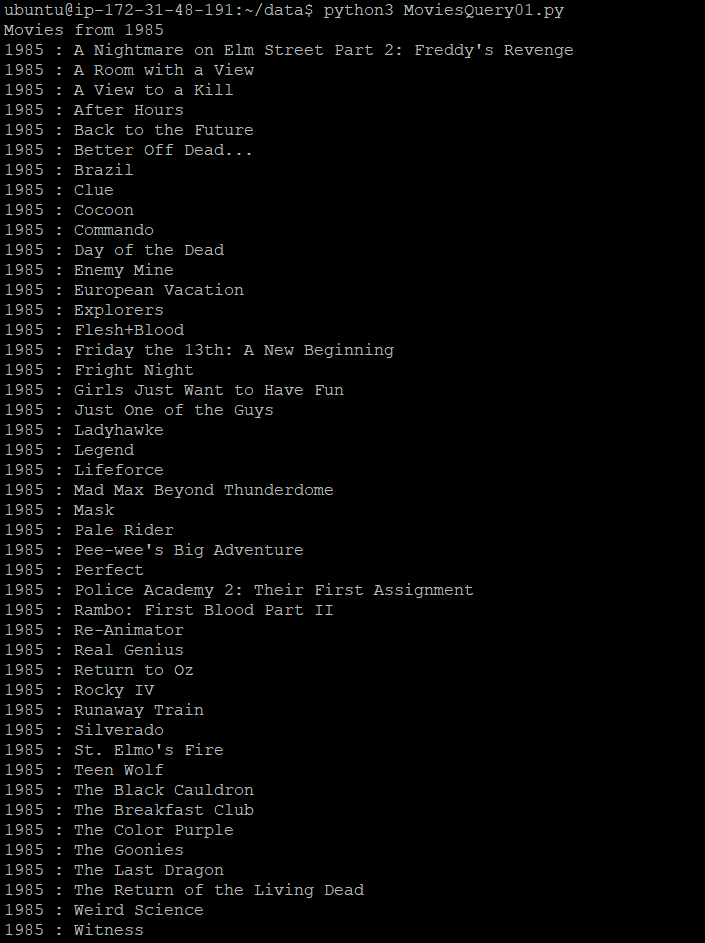 ubuntu@ip-172-31-48-191:~/data$ python3 MoviesQuery01.py
Movies from 1985
1985 : A Nightmare on Elm Street Part 2: Freddy's Revenge
1985 : A Room with a View
1985 : A View to a Kill
1985 : After Hours
1985 : Back to the Future
1985 : Better Off Dead...
1985 : Brazil
1985 : Clue
1985 : Cocoon
1985 : Commando
1985 : Day of the Dead
1985 : Enemy Mine
1985 : European Vacation
1985 : Explorers
1985 : Flesh+Blood
1985 : Friday the 13th: A New Beginning
1985 : Fright Night
1985 : Girls Just Want to Have Fun
1985 : Just One of the Guys
1985 : Ladyhawke
1985 : Legend
1985 : Lifeforce
1985 : Mad Max Beyond Thunderdome
1985 : Mask
1985 : Pale Rider
1985 : Pee-wee's Big Adventure
1985 : Perfect
1985 : Police Academy 2: Their First Assignment
1985 : Rambo: First Blood Part II
1985 : Re-Animator
1985 : Real Genius
1985 : Return to Oz
1985 : Rocky IV
1985 : Runaway Train
1985 : Silverado
1985 : St. Elmo's Fire
1985 : Teen Wolf
1985 : The Black Cauldron
1985 : The Breakfast Club
1985 : The Color Purple
1985 : The Goonies
1985 : The Last Dragon
1985 : The Return of the Living Dead
1985 : Weird Science
1985 : Witness